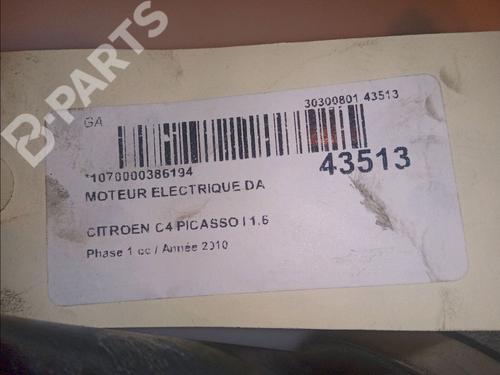 B-PARTS
GA
30300801 43513
43513
*1070000386194
MOTEUR ELECTRIQUE DA
CITROEN C4 PICASSO I 1.6
Phase 1 cc / Année 2010